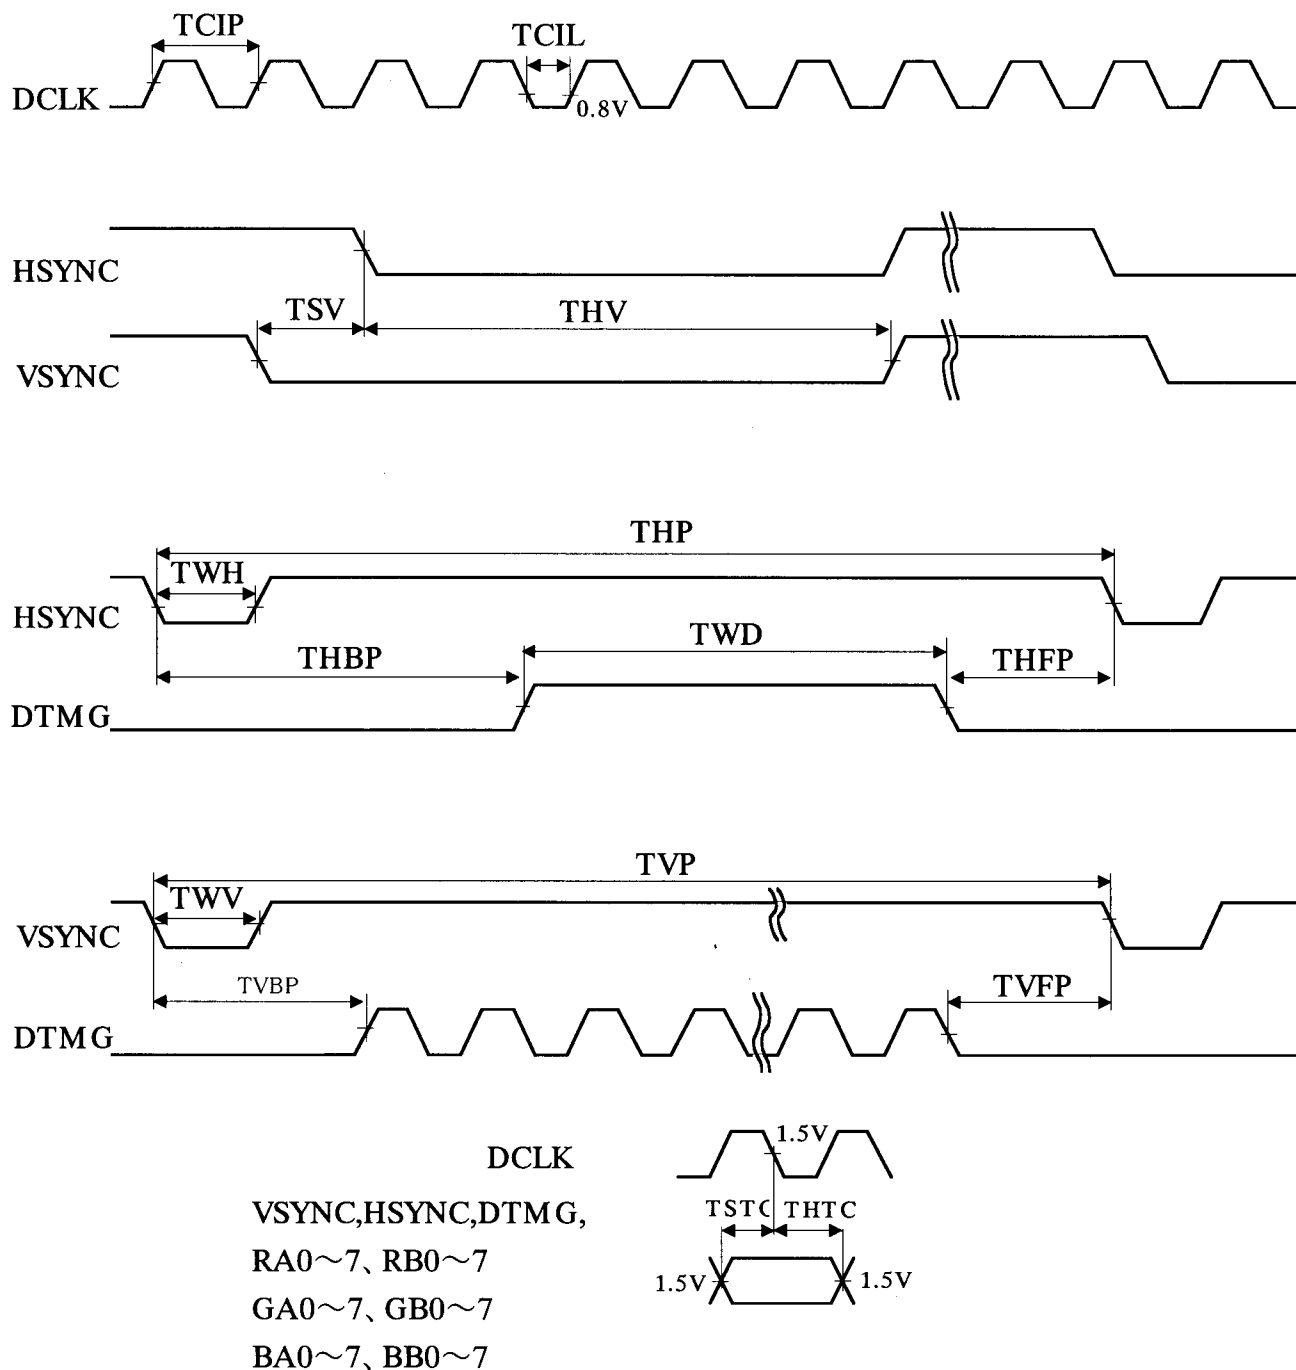 TCIP
TCIL
DCLK
0.8V
HSYNC
TSV
THV
VSYNC
THP
TWH
HSYNC
TWD
THBP
THFP
DTMG
TVP
TWV
VSYNC
TVBP
TVFP
DTMG
1.5V
DCLK
TSTC THTC
VSYNC,HSYNC,DTMG,
RA0～7、RB0～7
1.5V
1.5V
GA0～7、GB0～7
BA0～7、BB0～7